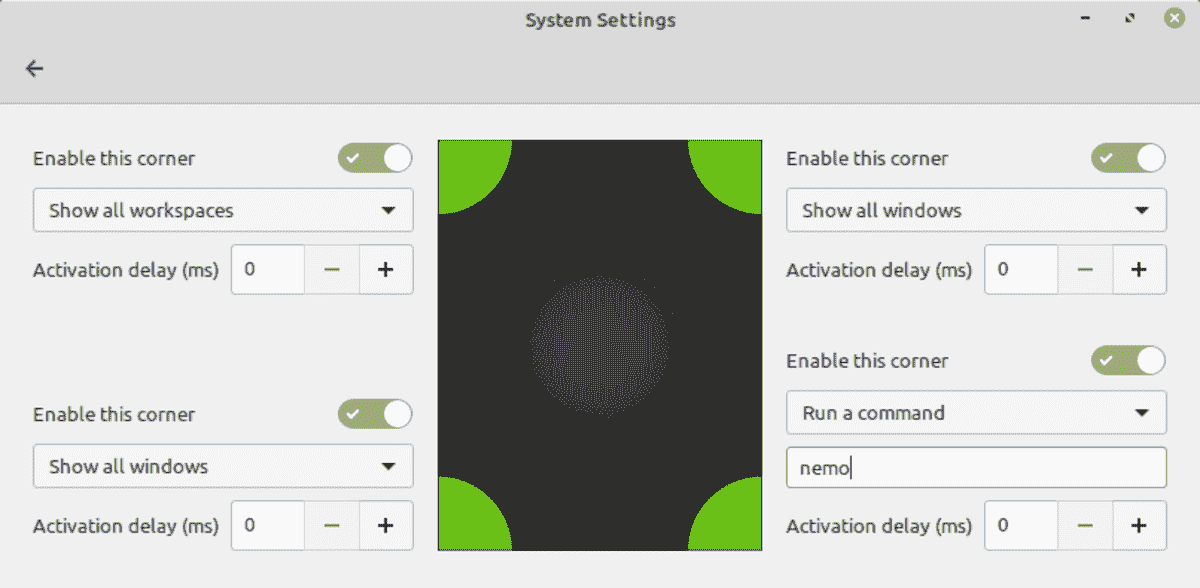 System Settings
Enable this corner
Show all workspaces
Activation delay (ms) 0 − +
Enable this corner
Show all windows
Activation delay (ms) 0 − +
Enable this corner
Show all windows
Activation delay (ms) 0 − +
Enable this corner
Run a command
nemo
Activation delay (ms) 0 − +